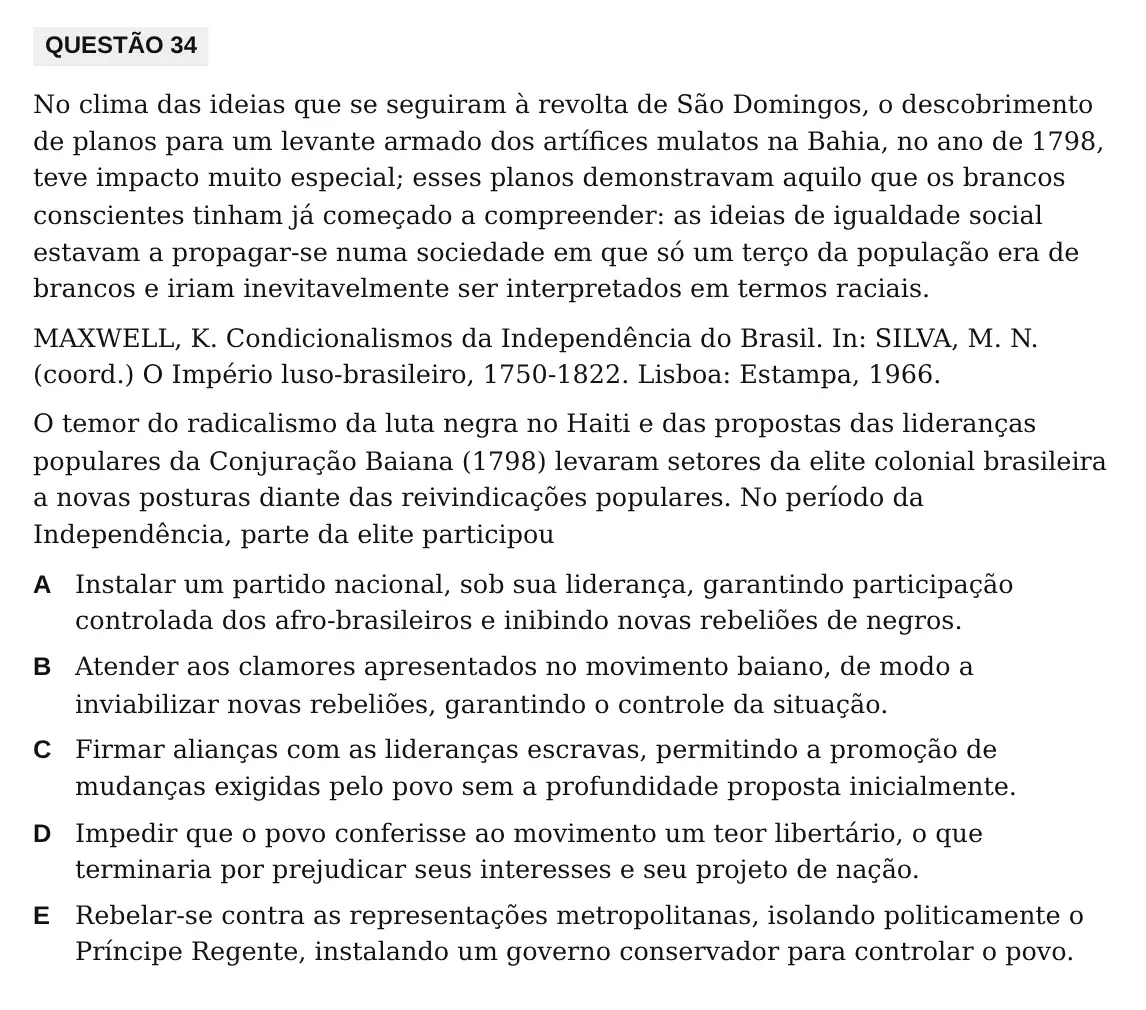 QUESTÃO 34
No clima das ideias que se seguiram à revolta de São Domingos, o descobrimento
de planos para um levante armado dos artífices mulatos na Bahia, no ano de 1798,
teve impacto muito especial; esses planos demonstravam aquilo que os brancos
conscientes tinham já começado a compreender: as ideias de igualdade social
estavam a propagar-se numa sociedade em que só um terço da população era de
brancos e iriam inevitavelmente ser interpretados em termos raciais.
MAXWELL, K. Condicionalismos da Independência do Brasil. In: SILVA, M. N.
(coord.) O Império luso-brasileiro, 1750-1822. Lisboa: Estampa, 1966.
O temor do radicalismo da luta negra no Haiti e das propostas das lideranças
populares da Conjuração Baiana (1798) levaram setores da elite colonial brasileira
a novas posturas diante das reivindicações populares. No período da
Independência, parte da elite participou
A Instalar um partido nacional, sob sua liderança, garantindo participação
controlada dos afro-brasileiros e inibindo novas rebeliões de negros.
B Atender aos clamores apresentados no movimento baiano, de modo a
inviabilizar novas rebeliões, garantindo o controle da situação.
C Firmar alianças com as lideranças escravas, permitindo a promoção de
mudanças exigidas pelo povo sem a profundidade proposta inicialmente.
D Impedir que o povo conferisse ao movimento um teor libertário, o que
terminaria por prejudicar seus interesses e seu projeto de nação.
E Rebelar-se contra as representações metropolitanas, isolando politicamente o
Príncipe Regente, instalando um governo conservador para controlar o povo.